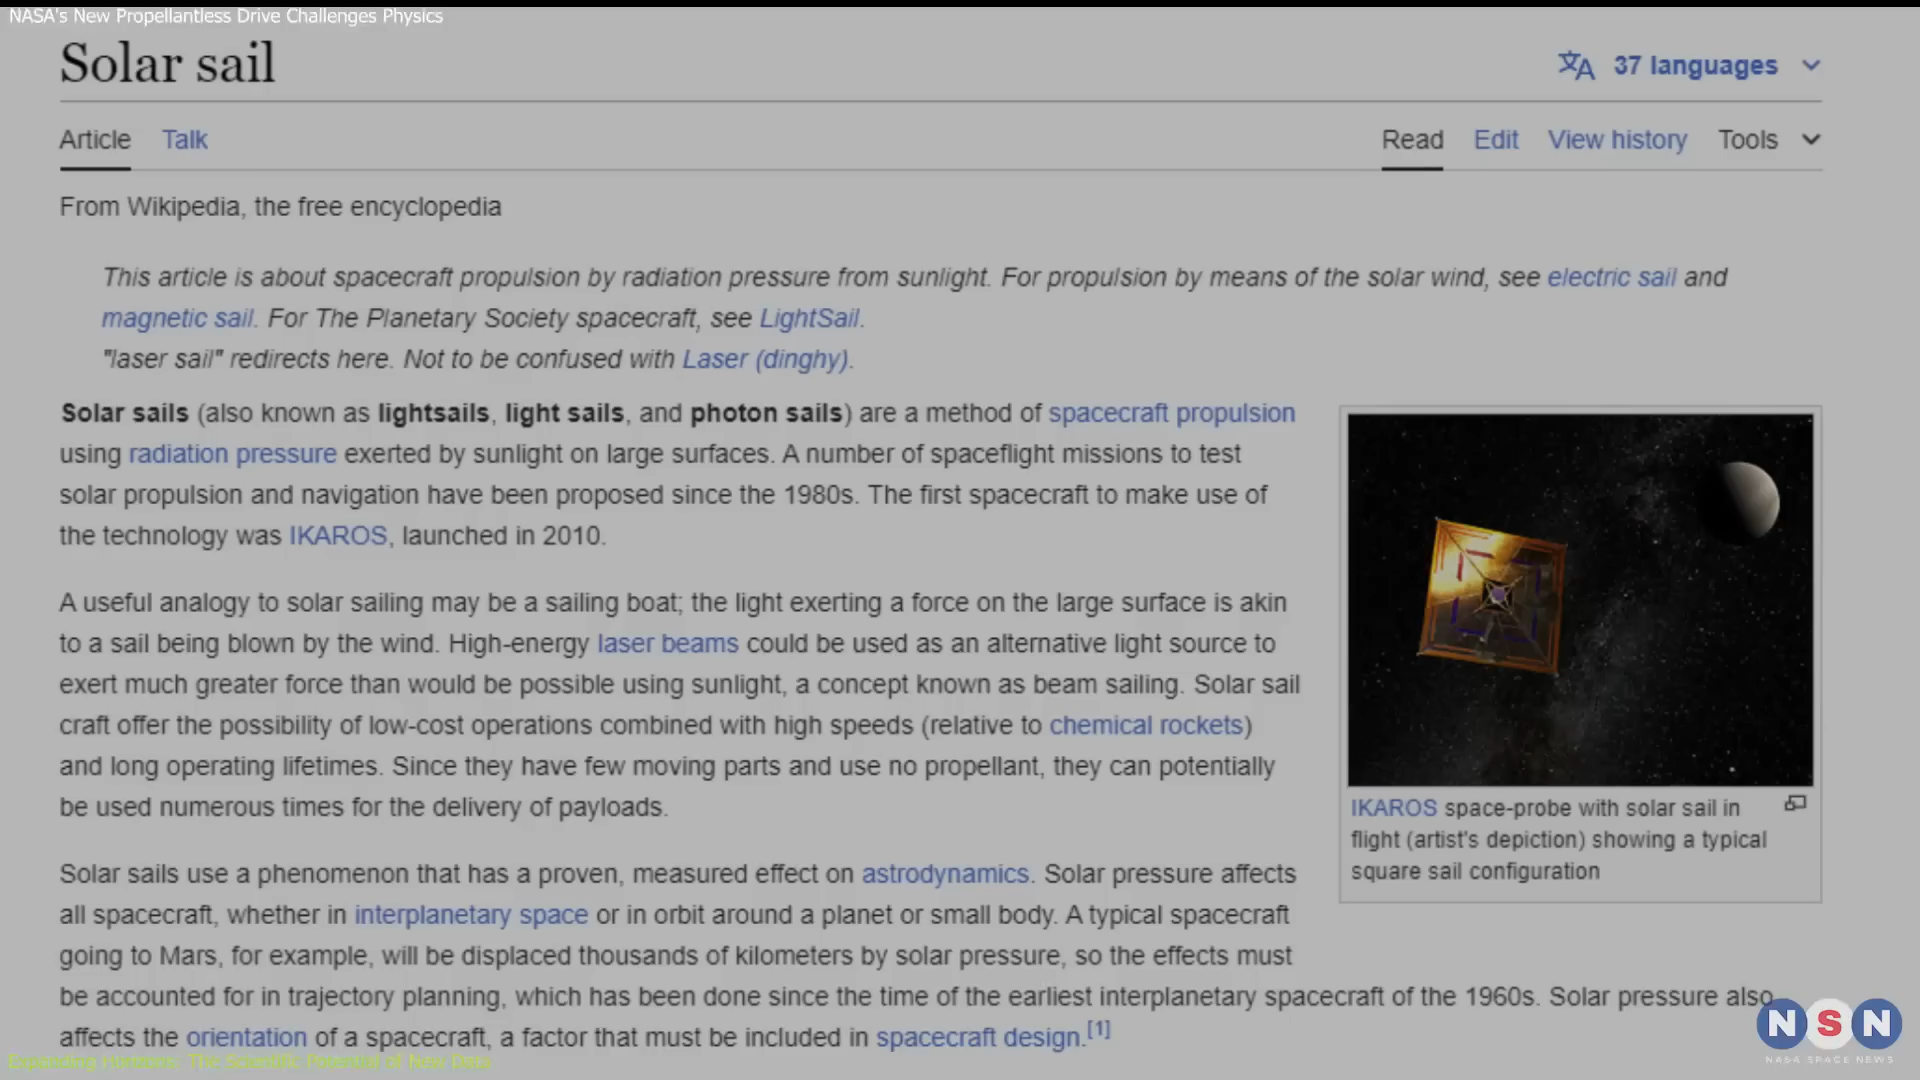 NASA's New Propellantless Drive Challenges Physics
Solar sail
37 languages
Article Talk
Read Edit View history Tools
From Wikipedia, the free encyclopedia
This article is about spacecraft propulsion by radiation pressure from sunlight. For propulsion by means of the solar wind, see electric sail and
magnetic sail. For The Planetary Society spacecraft, see LightSail.
"laser sail" redirects here. Not to be confused with Laser (dinghy).
Solar sails (also known as lightsails, light sails, and photon sails) are a method of spacecraft propulsion
using radiation pressure exerted by sunlight on large surfaces. A number of spaceflight missions to test
solar propulsion and navigation have been proposed since the 1980s. The first spacecraft to make use of
the technology was IKAROS, launched in 2010.
A useful analogy to solar sailing may be a sailing boat; the light exerting a force on the large surface is akin
to a sail being blown by the wind. High-energy laser beams could be used as an alternative light source to
exert much greater force than would be possible using sunlight, a concept known as beam sailing. Solar sail
craft offer the possibility of low-cost operations combined with high speeds (relative to chemical rockets)
and long operating lifetimes. Since they have few moving parts and use no propellant, they can potentially
be used numerous times for the delivery of payloads.
IKAROS space-probe with solar sail in
flight (artist's depiction) showing a typical
square sail configuration
Solar sails use a phenomenon that has a proven, measured effect on astrodynamics. Solar pressure affects
all spacecraft, whether in interplanetary space or in orbit around a planet or small body. A typical spacecraft
going to Mars, for example, will be displaced thousands of kilometers by solar pressure, so the effects must
be accounted for in trajectory planning, which has been done since the time of the earliest interplanetary spacecraft of the 1960s. Solar pressure also
affects the orientation of a spacecraft, a factor that must be included in spacecraft design.[1]
Expanding Horizons: The Scientific Potential of New Data
NSN
NASA SPACE NEWS